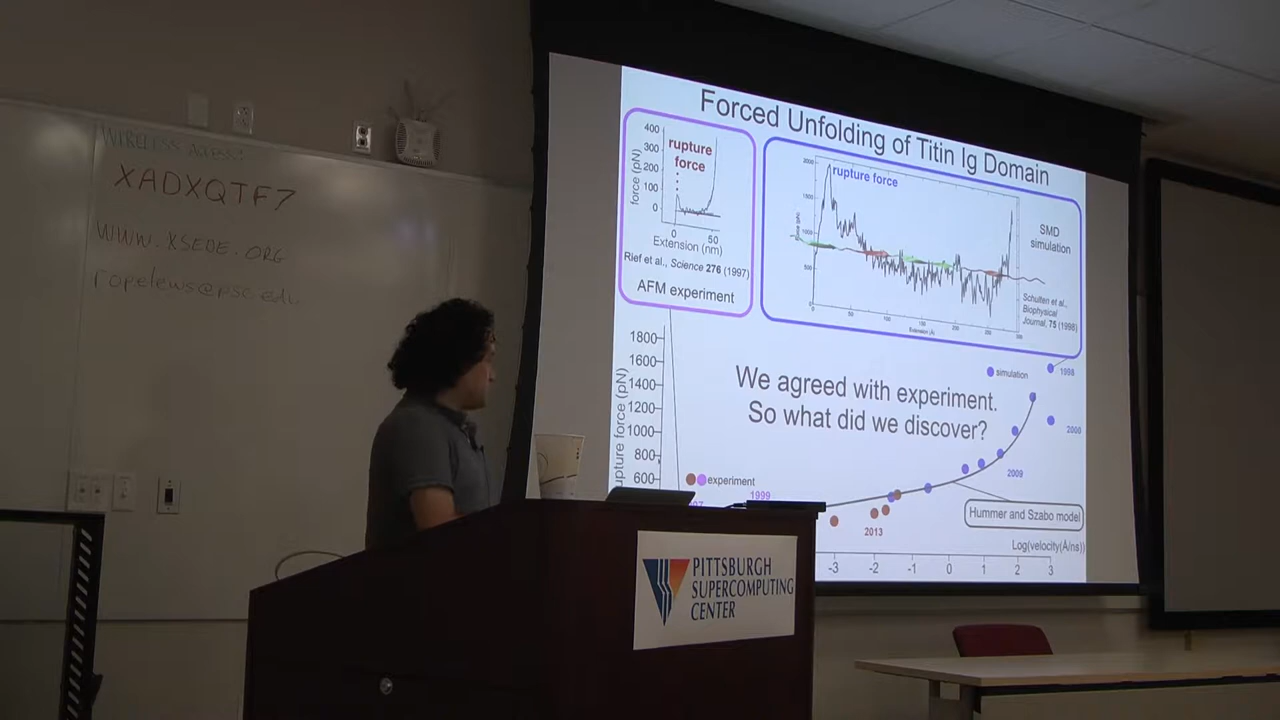 WIRELESS ACCESS:
XADXQTF7
WWW.XSEDE.ORG
Forced Unfolding of Titin Ig Domain
400
300
200
100
0
force (pN)
rupture
force
0
50
Extension (nm)
Rief et al., Science 276 (1997)
AFM experiment
rupture force
SMD
simulation
Schulten et al.,
Biophysical
Journal, 75 (1998)
We agreed with experiment.
So what did we discover?
1800
1600
1400
1200
1000
800
600
simulation
1998
2000
2009
experiment
1999
2013
Hummer and Szabo model
Log(velocity(Å/ns))
-3
-2
-1
0
1
2
3
PITTSBURGH
SUPERCOMPUTING
CENTER